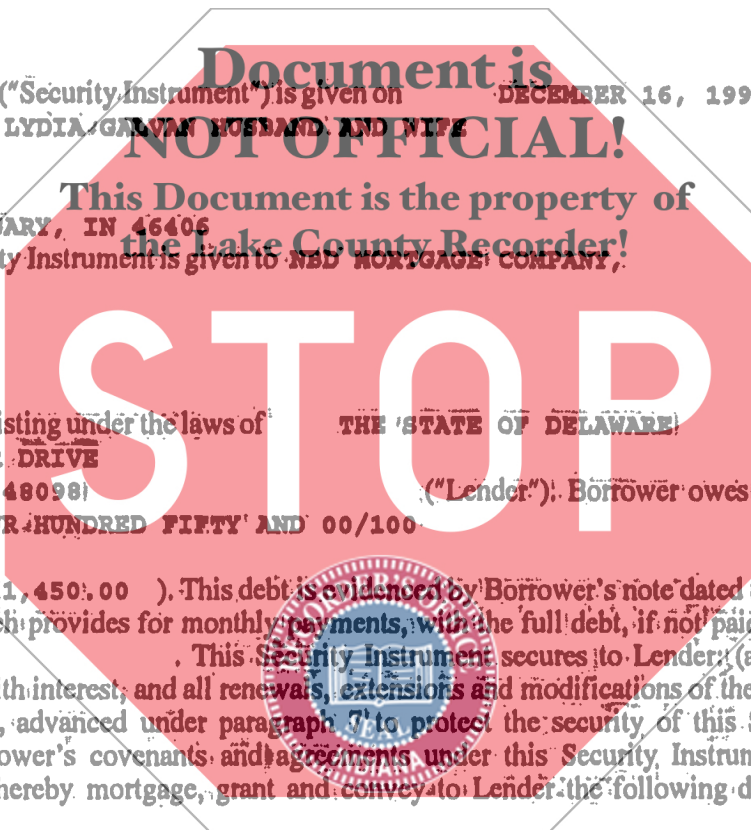 Document is
("Security Instrument") is given on DECEMBER 16, 199
NOT OFFICIAL!
LYDIA GALVAN HUSBAND AND WIFE
This Document is the property of
ARY, IN 46406
the Lake County Recorder!
ty Instrument is given to NBD MORTGAGE COMPANY,
STOP
isting under the laws of THE STATE OF DELAWARE
DRIVE
48098 ("Lender"). Borrower owes
R HUNDRED FIFTY AND 00/100
1,450.00 ). This debt is evidenced by Borrower's note dated
ch provides for monthly payments, with the full debt, if not paid
. This Security Instrument secures to Lender: (a
ith interest, and all renewals, extensions and modifications of the
, advanced under paragraph 7 to protect the security of this
ower's covenants and agreements under this Security Instrum
hereby mortgage, grant and convey to Lender the following d
RECORDER'S OFFICE
INDIANA